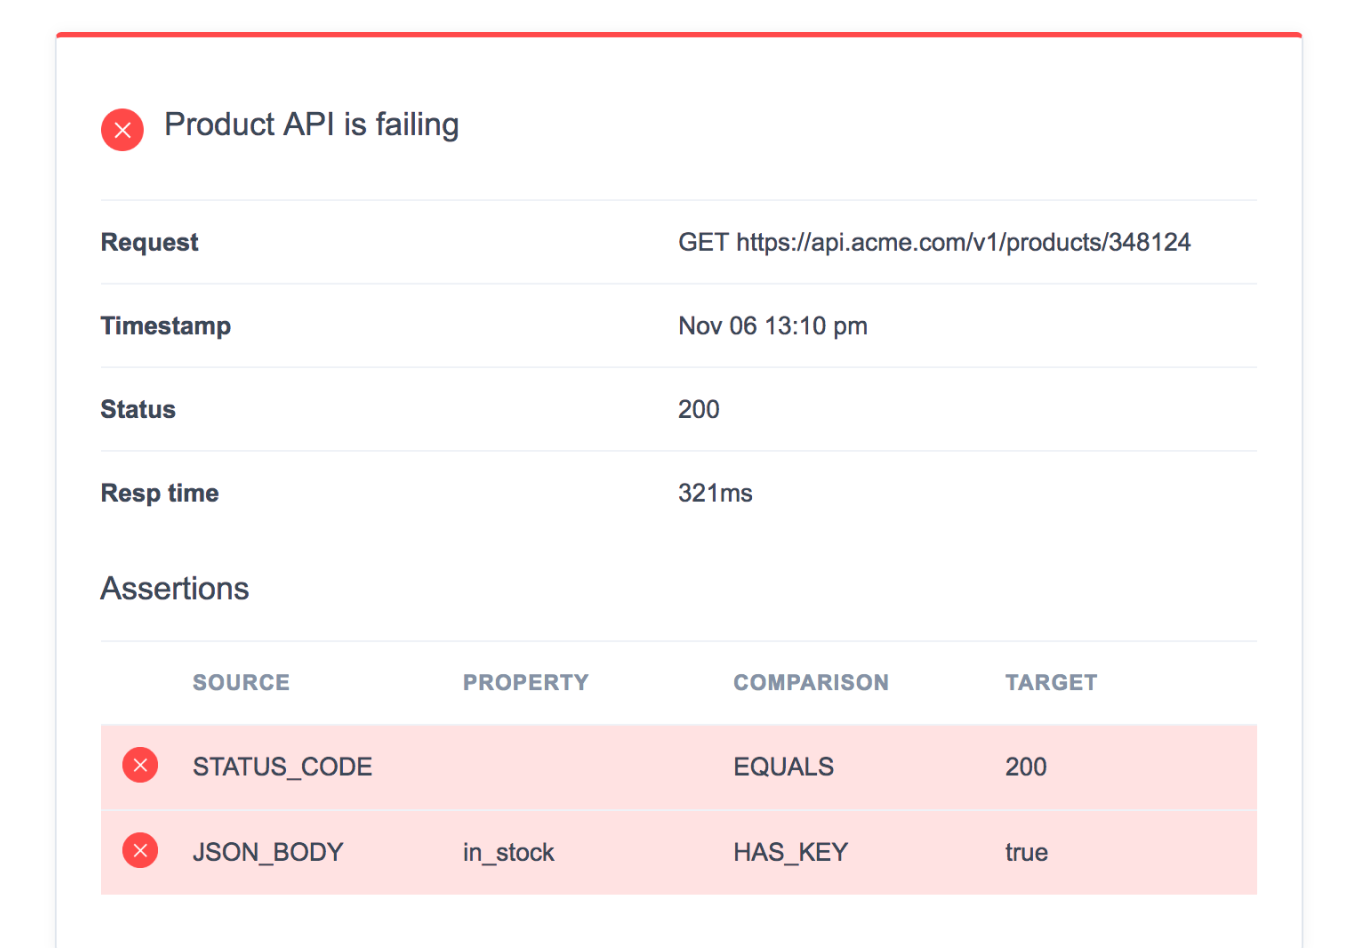 Product API is failing
Request GET https://api.acme.com/v1/products/348124
Timestamp Nov 06 13:10 pm
Status 200
Resp time 321ms
Assertions
SOURCE PROPERTY COMPARISON TARGET
STATUS_CODE EQUALS 200
JSON_BODY in_stock HAS_KEY true